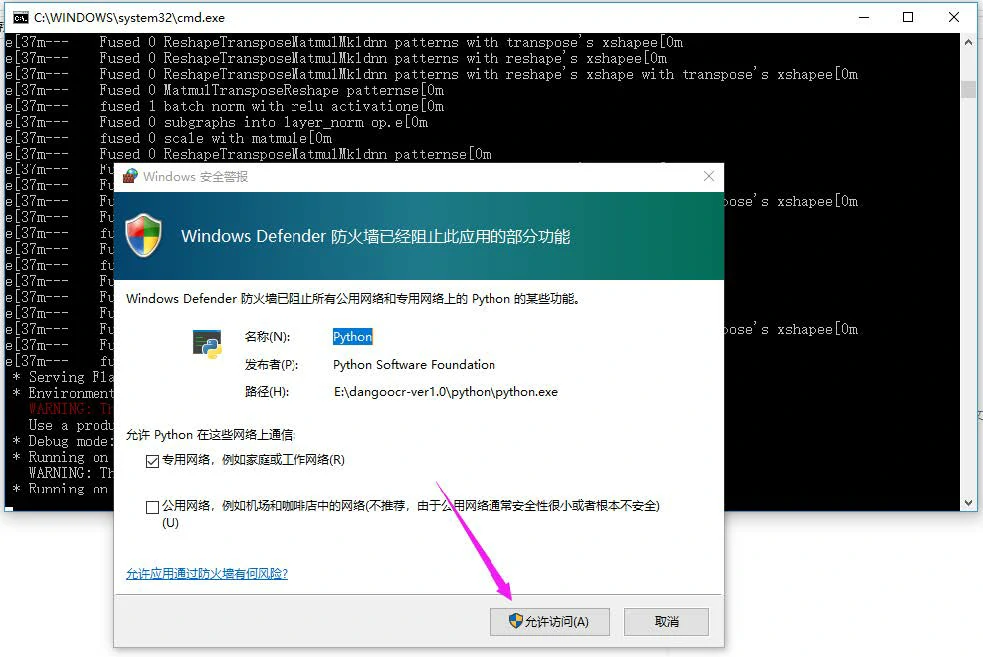 C:\WINDOWS\system32\cmd.exe
e[37m---    Fused 0 ReshapeTransposeMatmulMkldnn patterns with transpose's xshapee[0m
e[37m---    Fused 0 ReshapeTransposeMatmulMkldnn patterns with reshape's xshapee[0m
e[37m---    Fused 0 ReshapeTransposeMatmulMkldnn patterns with reshape's xshape with transpose's xshapee[0m
e[37m---    Fused 0 MatmulTransposeReshape patternse[0m
e[37m---    fused 1 batch norm with relu activatione[0m
e[37m---    Fused 0 subgraphs into layer_norm op.e[0m
e[37m---    fused 0 scale with matmule[0m
e[37m---    Fused 0 ReshapeTransposeMatmulMkldnn patternse[0m
e[37m---    Fu
e[37m---    Fu
e[37m---    Fu pose's xshapee[0m
e[37m---    Fu
e[37m---    fu
e[37m---    Fu
e[37m---    fu
e[37m---    Fu
e[37m---    Fu
e[37m---    Fu
e[37m---    Fu pose's xshapee[0m
e[37m---    Fu
e[37m---    fu
* Serving Fla
* Environment
WARNING: Th
Use a produ
* Debug mode:
* Running on
WARNING: Th
* Running on
Windows 安全警报
Windows Defender 防火墙已经阻止此应用的部分功能
Windows Defender 防火墙已阻止所有公用网络和专用网络上的 Python 的某些功能。
名称(N): Python
发布者(P): Python Software Foundation
路径(H): E:\dangoocr-ver1.0\python\python.exe
允许 Python 在这些网络上通信:
专用网络，例如家庭或工作网络(R)
公用网络，例如机场和咖啡店中的网络(不推荐，由于公用网络通常安全性很小或者根本不安全)
(U)
允许应用通过防火墙有何风险?
允许访问(A) 取消